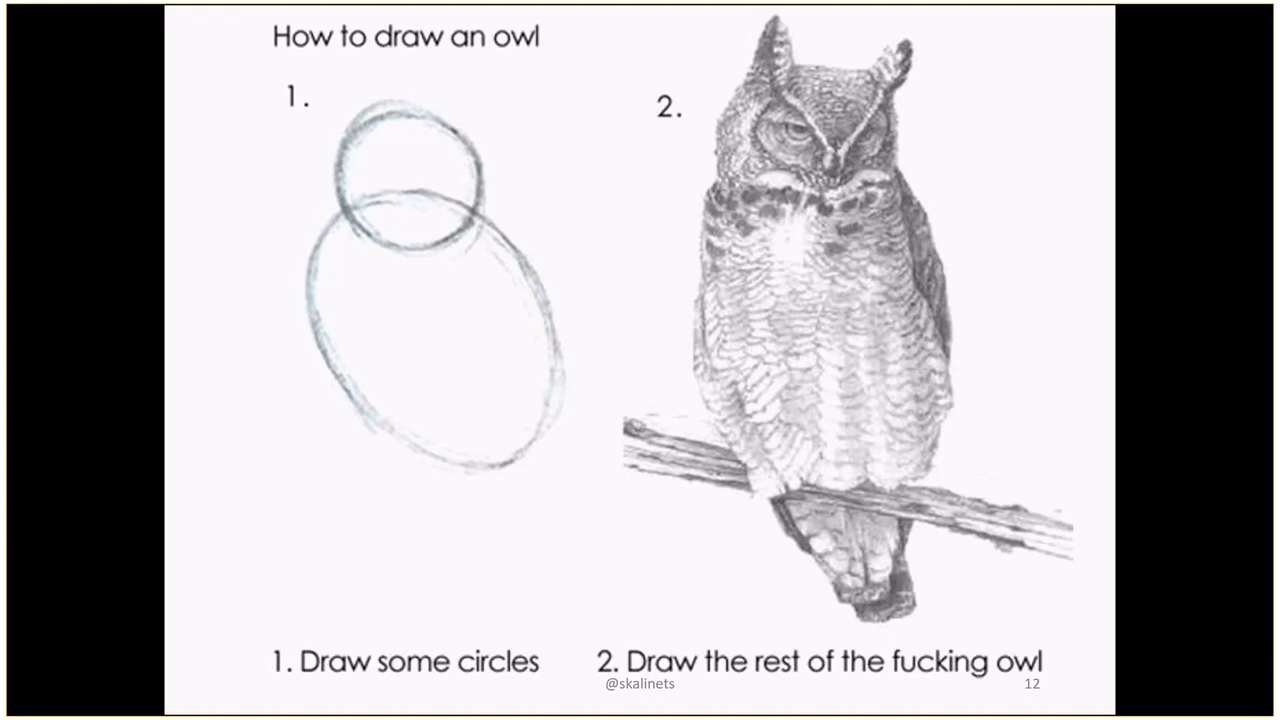 How to draw an owl
1.
2.
1. Draw some circles
2. Draw the rest of the fucking owl
@skalinets
12